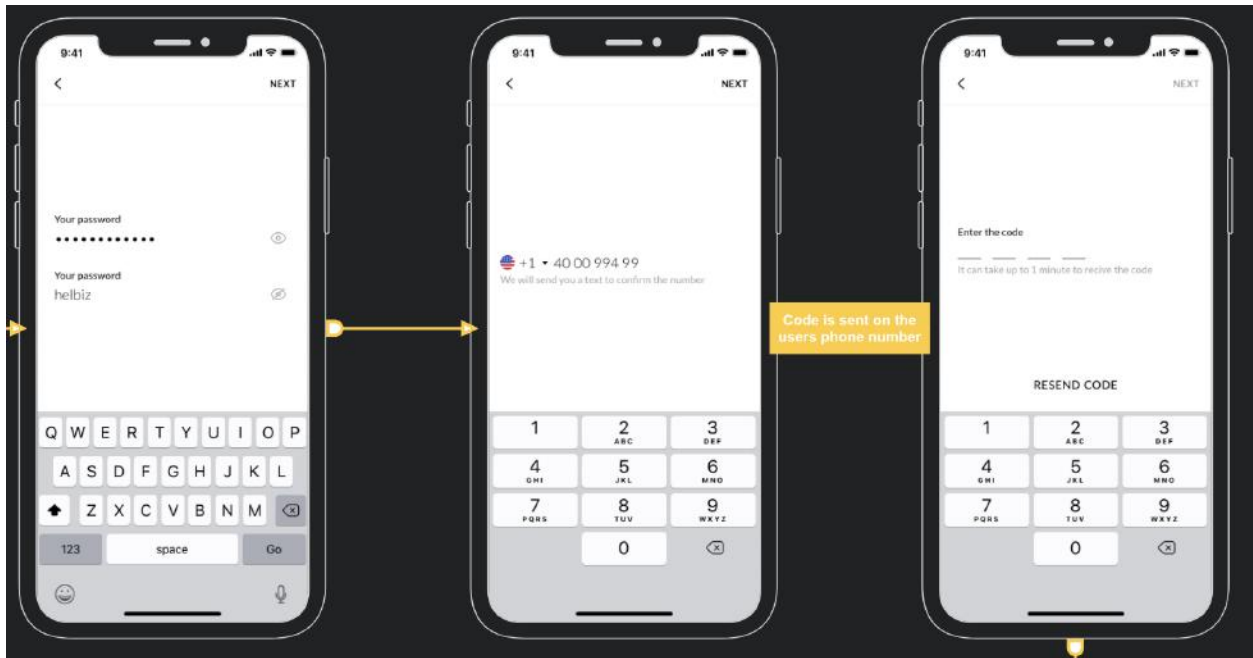 9:41
NEXT
Your password
Your password
helbiz
Q W E R T Y U I O P
A S D F G H J K L
Z X C V B N M
123 space Go
9:41
NEXT
+1 40 00 994 99
We will send you a text to confirm the number
1 2 3
ABC DEF
4 5 6
GHI JKL MNO
7 8 9
PQRS TUV WXYZ
0
Code is sent on the
users phone number
9:41
NEXT
Enter the code
It can take up to 1 minute to recive the code
RESEND CODE
1 2 3
ABC DEF
4 5 6
GHI JKL MNO
7 8 9
PQRS TUV WXYZ
0